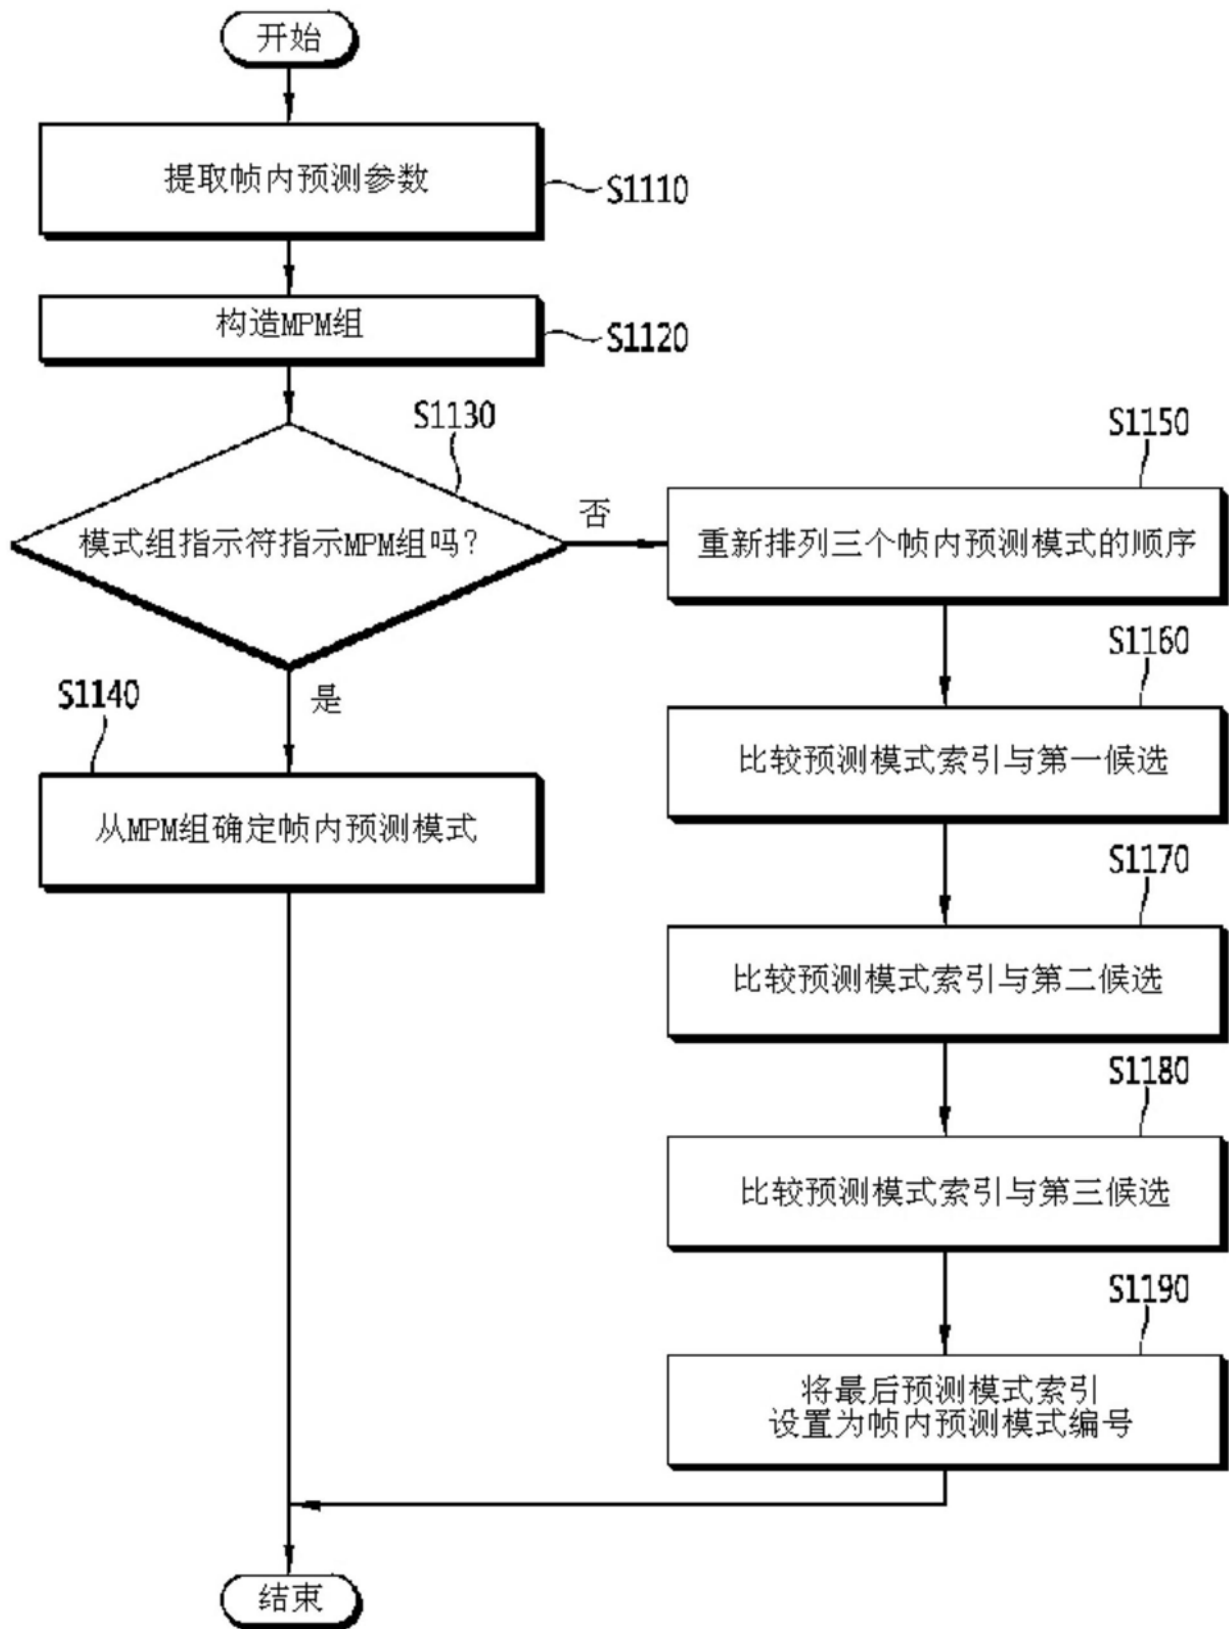 开始
提取帧内预测参数
S1110
构造MPM组
S1120
S1130
模式组指示符指示MPM组吗?
否
是
S1140
从MPM组确定帧内预测模式
S1150
重新排列三个帧内预测模式的顺序
S1160
比较预测模式索引与第一候选
S1170
比较预测模式索引与第二候选
S1180
比较预测模式索引与第三候选
S1190
将最后预测模式索引
设置为帧内预测模式编号
结束